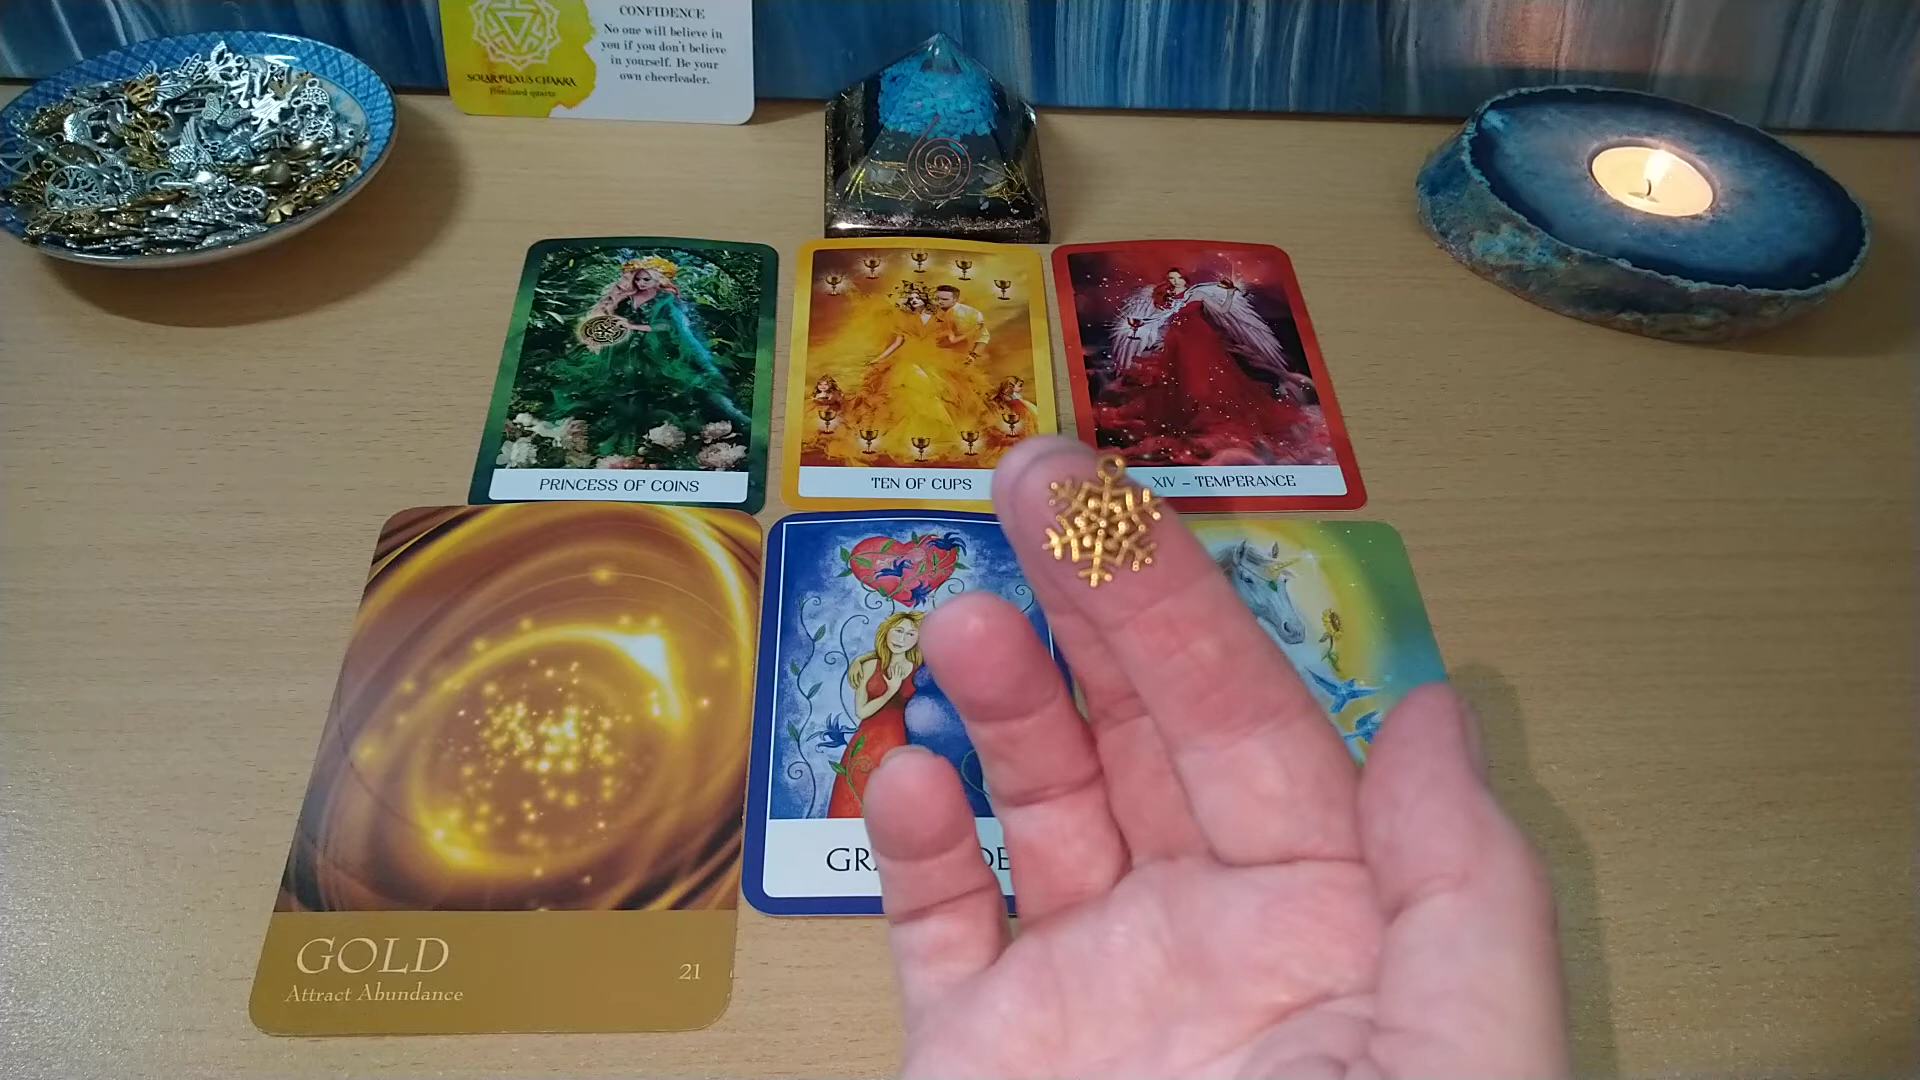 CONFIDENCE
No one will believe in
you if you don't believe
in yourself. Be your
own cheerleader.
SOLAR PLEXUS CHAKRA
PRINCESS OF COINS
TEN OF CUPS
XIV – TEMPERANCE
GOLD
Attract Abundance
21